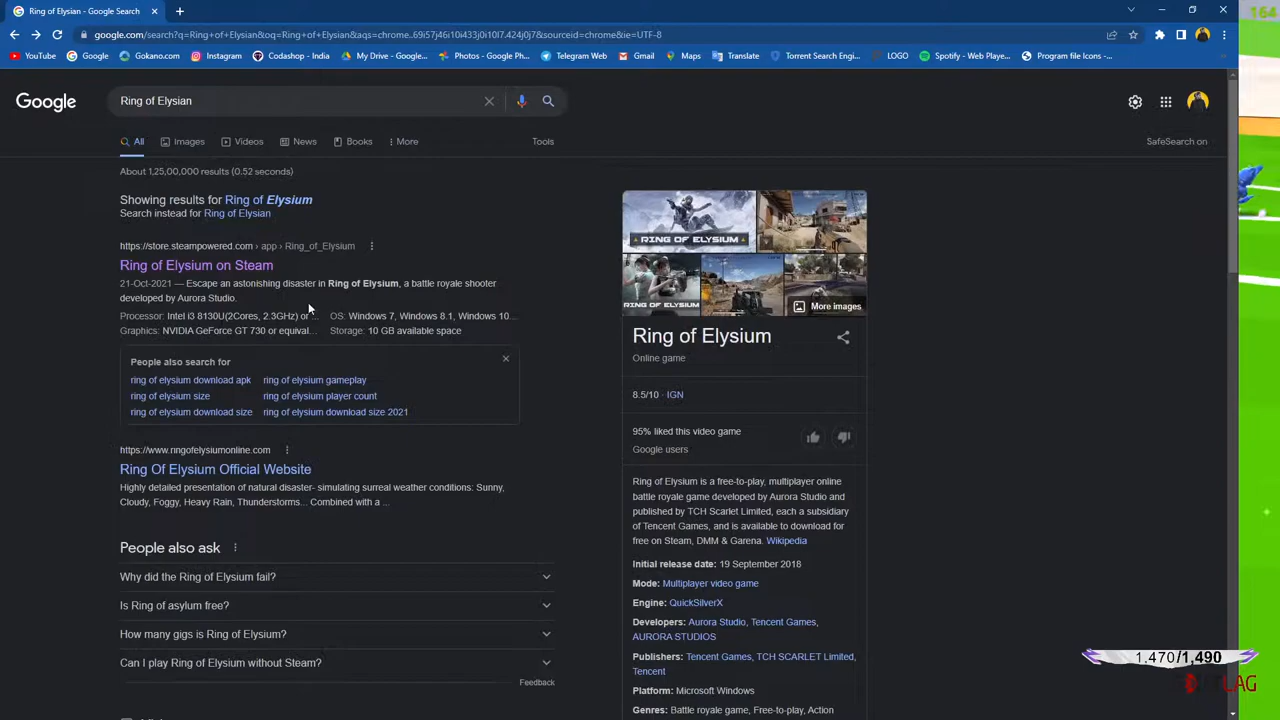 Ring of Elysian - Google Search
164
google.com/search?q=Ring+of+Elysian&oq=Ring+of+Elysian&aqs=chrome..69i57j46i10i433j0i10l7.424j0j7&sourceid=chrome&ie=UTF-8
YouTube Google Gokano.com Instagram Codashop - India My Drive - Google... Photos - Google Ph... Telegram Web Gmail Maps Translate Torrent Search Engi... LOGO Spotify - Web Playe... Program file Icons -...
Google
Ring of Elysian
All Images Videos News Books More Tools SafeSearch on
About 1,25,00,000 results (0.52 seconds)
Showing results for Ring of Elysium
Search instead for Ring of Elysian
https://store.steampowered.com › app › Ring_of_Elysium
Ring of Elysium on Steam
21-Oct-2021 — Escape an astonishing disaster in Ring of Elysium, a battle royale shooter
developed by Aurora Studio.
Processor: Intel i3 8130U(2Cores, 2.3GHz) or ... OS: Windows 7, Windows 8.1, Windows 10...
Graphics: NVIDIA GeForce GT 730 or equival... Storage: 10 GB available space
People also search for
ring of elysium download apk ring of elysium gameplay
ring of elysium size ring of elysium player count
ring of elysium download size ring of elysium download size 2021
https://www.ringofelysiumonline.com
Ring Of Elysium Official Website
Highly detailed presentation of natural disaster- simulating surreal weather conditions: Sunny,
Cloudy, Foggy, Heavy Rain, Thunderstorms... Combined with a ...
People also ask
Why did the Ring of Elysium fail?
Is Ring of asylum free?
How many gigs is Ring of Elysium?
Can I play Ring of Elysium without Steam?
Feedback
RING OF ELYSIUM
RING OF ELYSIUM
More images
Ring of Elysium
Online game
8.5/10 · IGN
95% liked this video game
Google users
Ring of Elysium is a free-to-play, multiplayer online
battle royale game developed by Aurora Studio and
published by TCH Scarlet Limited, each a subsidiary
of Tencent Games, and is available to download for
free on Steam, DMM & Garena. Wikipedia
Initial release date: 19 September 2018
Mode: Multiplayer video game
Engine: QuickSilverX
Developers: Aurora Studio, Tencent Games,
AURORA STUDIOS
Publishers: Tencent Games, TCH SCARLET Limited,
Tencent
Platform: Microsoft Windows
Genres: Battle royale game, Free-to-play, Action
1,470/1,490